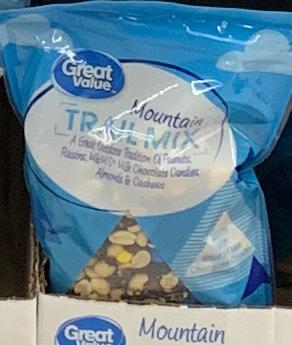 Great
Value
Mountain
TRAIL MIX
A Great Outdoor Tradition Of Peanuts,
Raisins, M&M'S® Milk Chocolate Candies,
Almonds & Cashews
Great
Value
Mountain